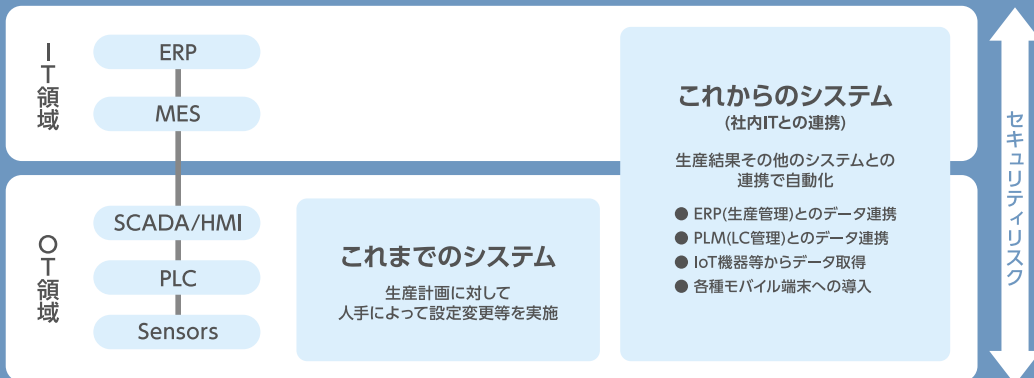 IT領域
ERP
MES
OT領域
SCADA/HMI
PLC
Sensors
これまでのシステム
生産計画に対して
人手によって設定変更等を実施
これからのシステム
(社内ITとの連携)
生産結果その他のシステムとの
連携で自動化
● ERP(生産管理)とのデータ連携
● PLM(LC管理)とのデータ連携
● IoT機器等からデータ取得
● 各種モバイル端末への導入
セキュリティリスク